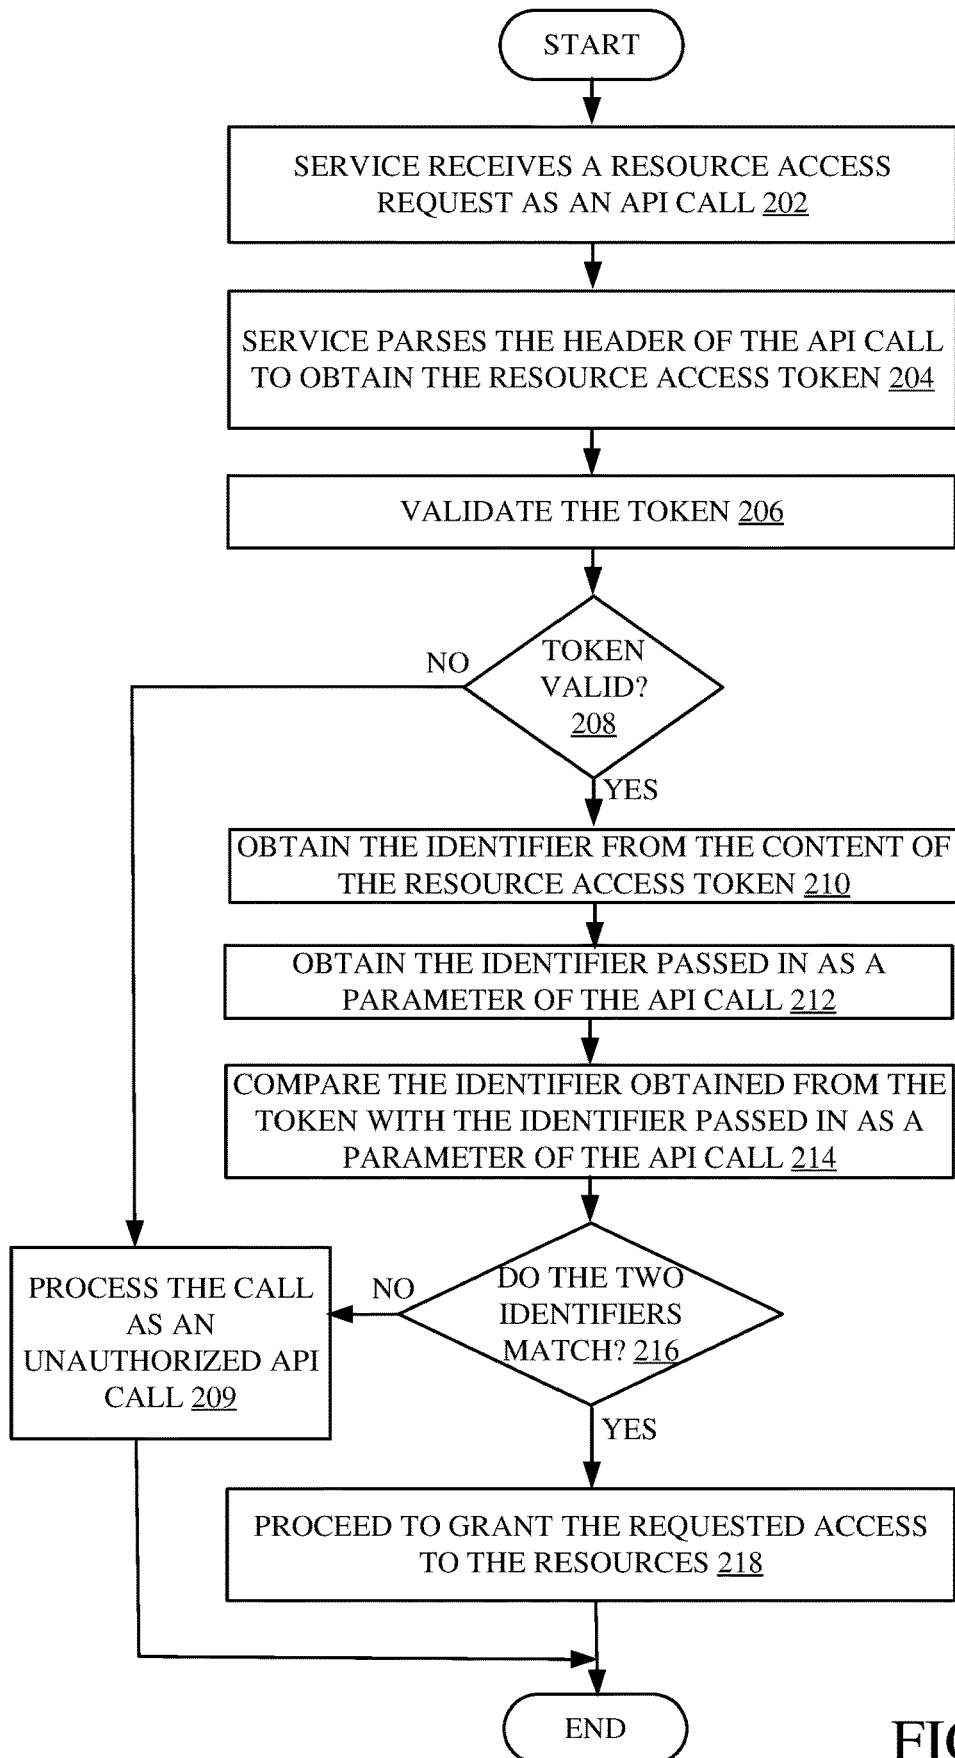 START
SERVICE RECEIVES A RESOURCE ACCESS
REQUEST AS AN API CALL 202
SERVICE PARSES THE HEADER OF THE API CALL
TO OBTAIN THE RESOURCE ACCESS TOKEN 204
VALIDATE THE TOKEN 206
NO
TOKEN
VALID?
208
YES
OBTAIN THE IDENTIFIER FROM THE CONTENT OF
THE RESOURCE ACCESS TOKEN 210
OBTAIN THE IDENTIFIER PASSED IN AS A
PARAMETER OF THE API CALL 212
COMPARE THE IDENTIFIER OBTAINED FROM THE
TOKEN WITH THE IDENTIFIER PASSED IN AS A
PARAMETER OF THE API CALL 214
PROCESS THE CALL
AS AN
UNAUTHORIZED API
CALL 209
NO
DO THE TWO
IDENTIFIERS
MATCH? 216
YES
PROCEED TO GRANT THE REQUESTED ACCESS
TO THE RESOURCES 218
END